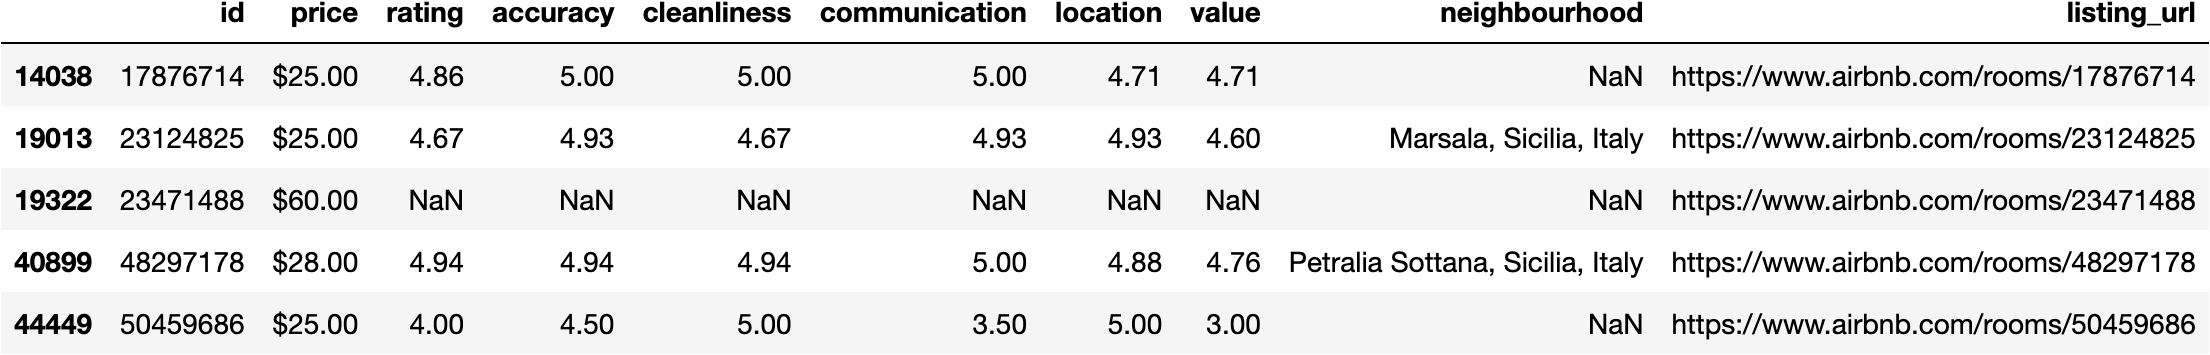 id price rating accuracy cleanliness communication location value neighbourhood listing_url
14038 17876714 $25.00 4.86 5.00 5.00 5.00 4.71 4.71 NaN https://www.airbnb.com/rooms/17876714
19013 23124825 $25.00 4.67 4.93 4.67 4.93 4.93 4.60 Marsala, Sicilia, Italy https://www.airbnb.com/rooms/23124825
19322 23471488 $60.00 NaN NaN NaN NaN NaN NaN NaN https://www.airbnb.com/rooms/23471488
40899 48297178 $28.00 4.94 4.94 4.94 5.00 4.88 4.76 Petralia Sottana, Sicilia, Italy https://www.airbnb.com/rooms/48297178
44449 50459686 $25.00 4.00 4.50 5.00 3.50 5.00 3.00 NaN https://www.airbnb.com/rooms/50459686